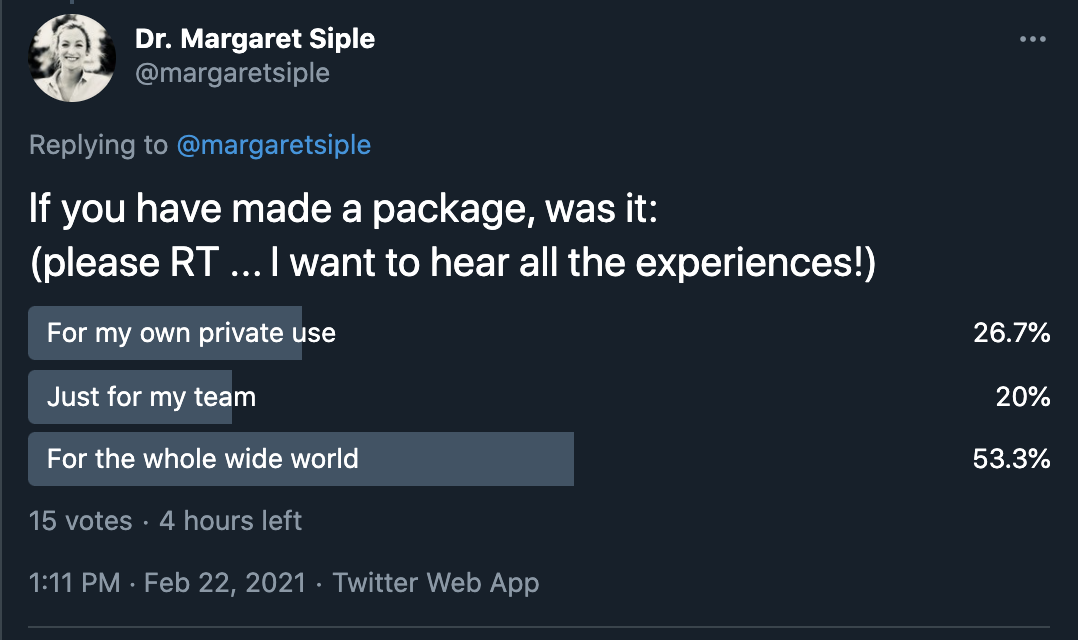 Dr. Margaret Siple
@margaretsiple
Replying to @margaretsiple
If you have made a package, was it:
(please RT ... I want to hear all the experiences!)
For my own private use 26.7%
Just for my team 20%
For the whole wide world 53.3%
15 votes · 4 hours left
1:11 PM · Feb 22, 2021 · Twitter Web App